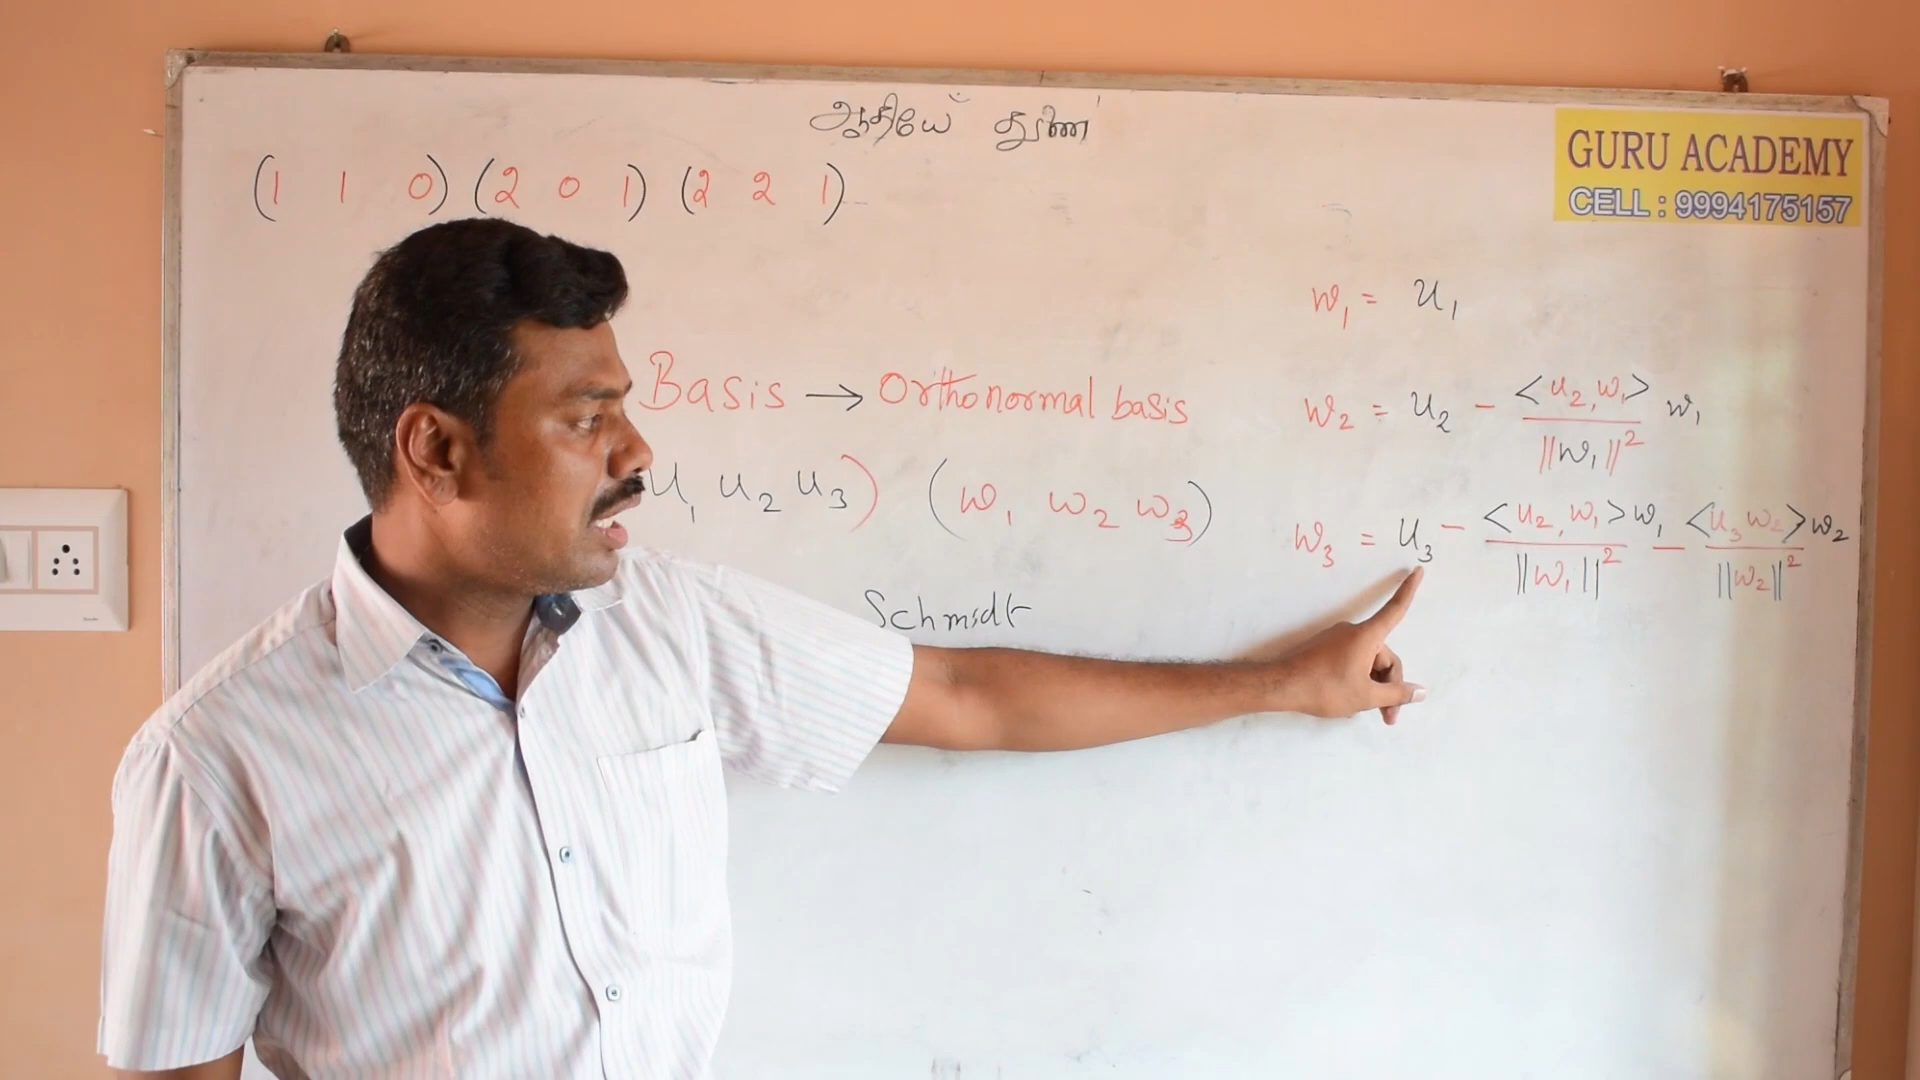 ஆதியே துணை
GURU ACADEMY
CELL : 9994175157
(1 1 0) (2 0 1) (2 2 1)
w₁ = u₁
Basis → Orthonormal basis
w₂ = u₂ - <u₂, w₁> / ||w₁||² w₁
u₁ u₂ u₃) (w₁ w₂ w₃)
w₃ = u₃ - <u₂, w₁> w₁ / ||w₁||² - <u₃ w₂> w₂ / ||w₂||²
Schmidt